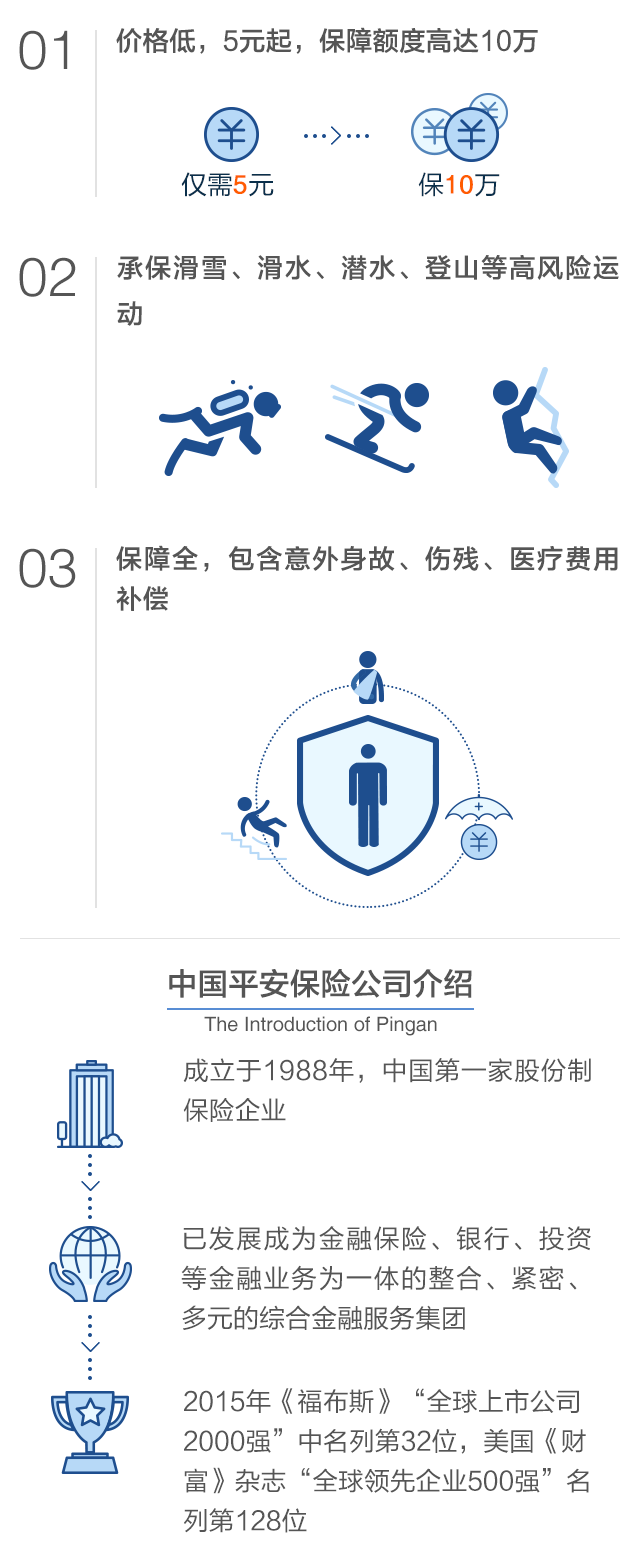 01
价格低，5元起，保障额度高达10万
仅需5元
保10万
02
承保滑雪、滑水、潜水、登山等高风险运
动
03
保障全，包含意外身故、伤残、医疗费用
补偿
中国平安保险公司介绍
The Introduction of Pingan
成立于1988年，中国第一家股份制
保险企业
已发展成为金融保险、银行、投资
等金融业务为一体的整合、紧密、
多元的综合金融服务集团
2015年《福布斯》“全球上市公司
2000强”中名列第32位，美国《财
富》杂志“全球领先企业500强”名
列第128位